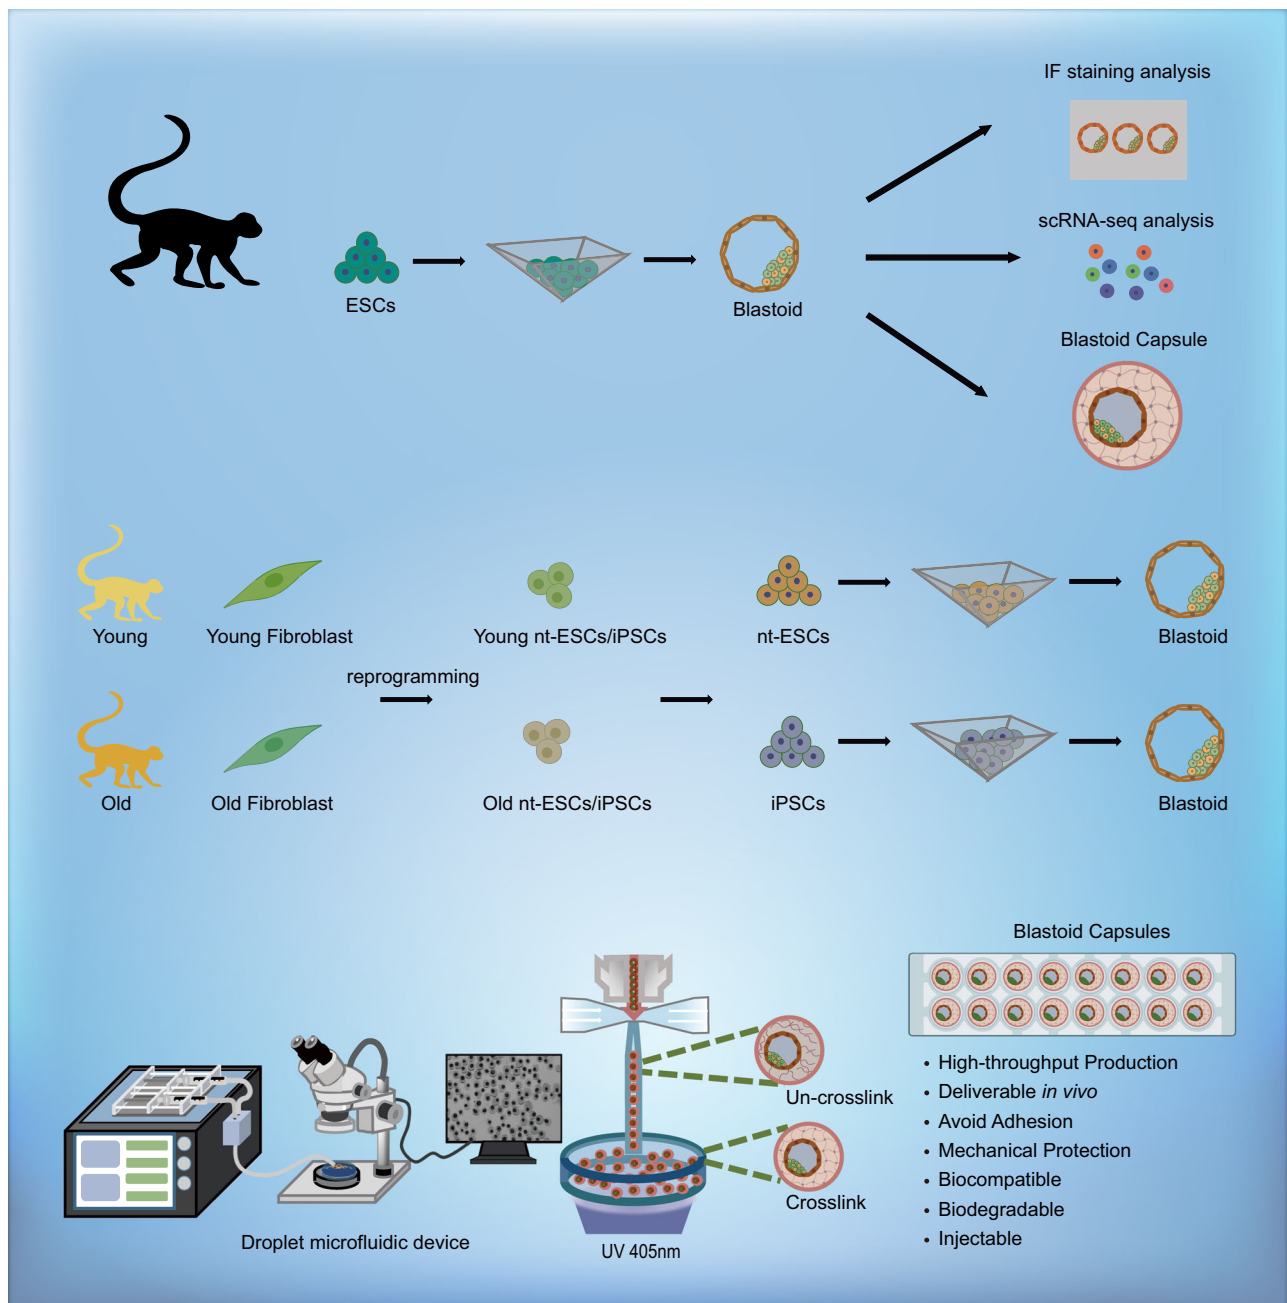 IF staining analysis
scRNA-seq analysis
ESCs
Blastoid
Blastoid Capsule
Young
Young Fibroblast
Young nt-ESCs/iPSCs
nt-ESCs
Blastoid
reprogramming
Old
Old Fibroblast
Old nt-ESCs/iPSCs
iPSCs
Blastoid
Blastoid Capsules
• High-throughput Production
• Deliverable in vivo
• Avoid Adhesion
• Mechanical Protection
• Biocompatible
• Biodegradable
• Injectable
Un-crosslink
Crosslink
Droplet microfluidic device
UV 405nm